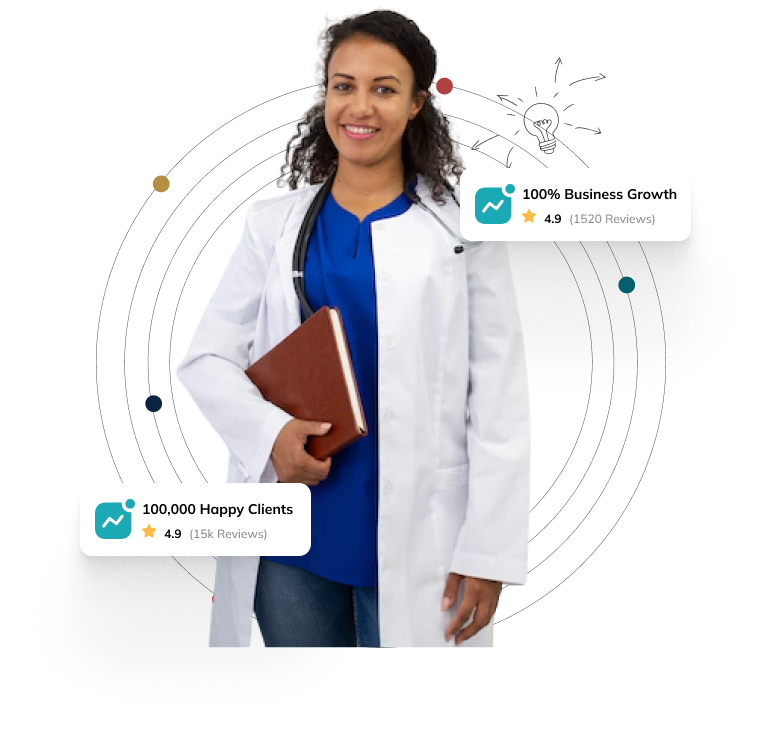 100% Business Growth
4.9 (1520 Reviews)
100,000 Happy Clients
4.9 (15k Reviews)